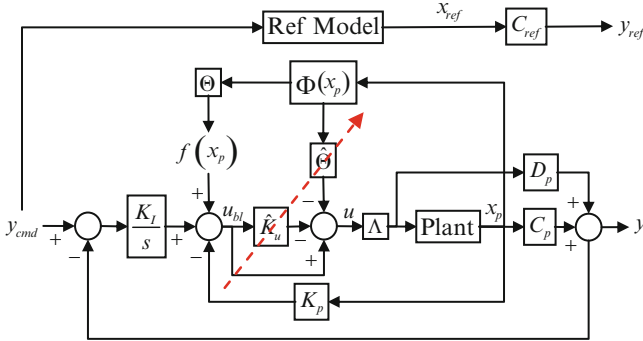 Ref Model
x_ref
C_ref
y_ref
Θ
Φ(x_p)
f(x_p)
Θ̂
D_p
y_cmd
+
−
K_I
s
+
+
−
u_bl
K̂_u
−
−
+
u
Λ
Plant
x_p
C_p
+
+
y
K_p